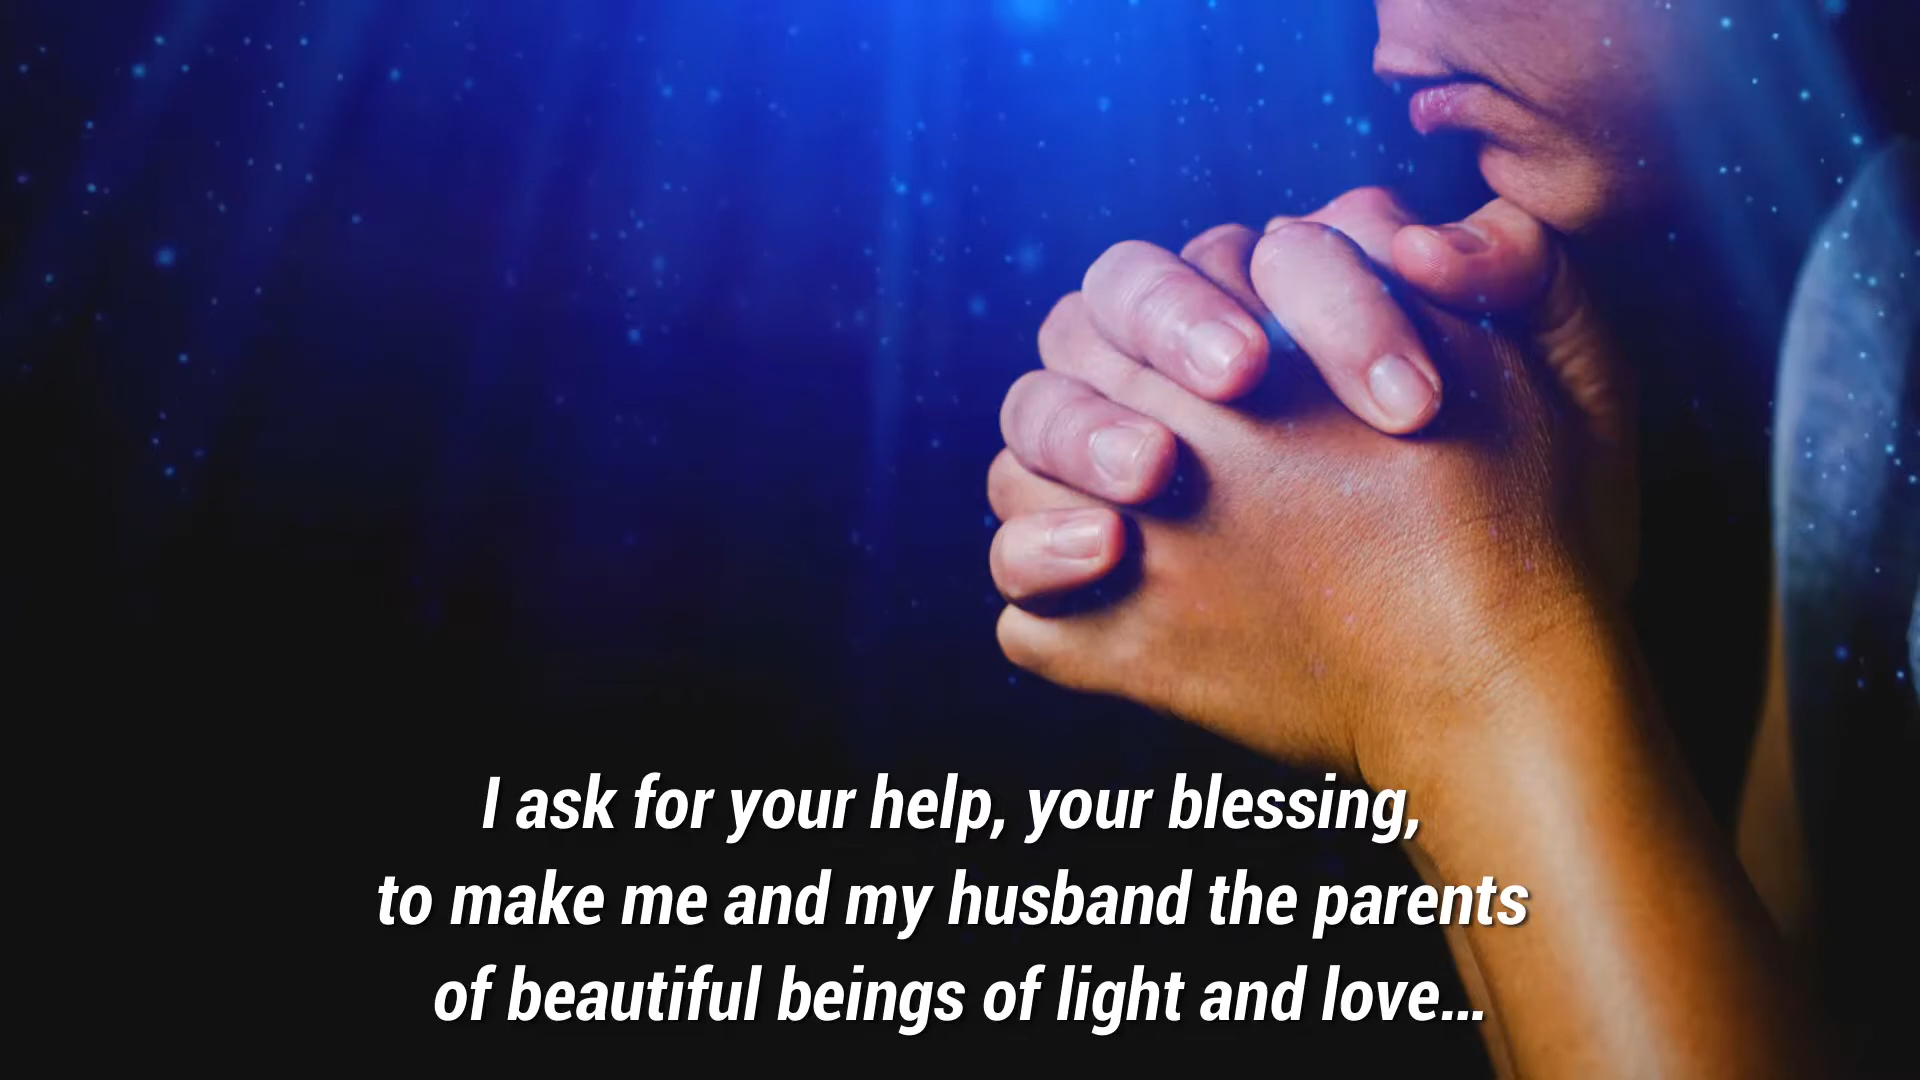 I ask for your help, your blessing,
to make me and my husband the parents
of beautiful beings of light and love...